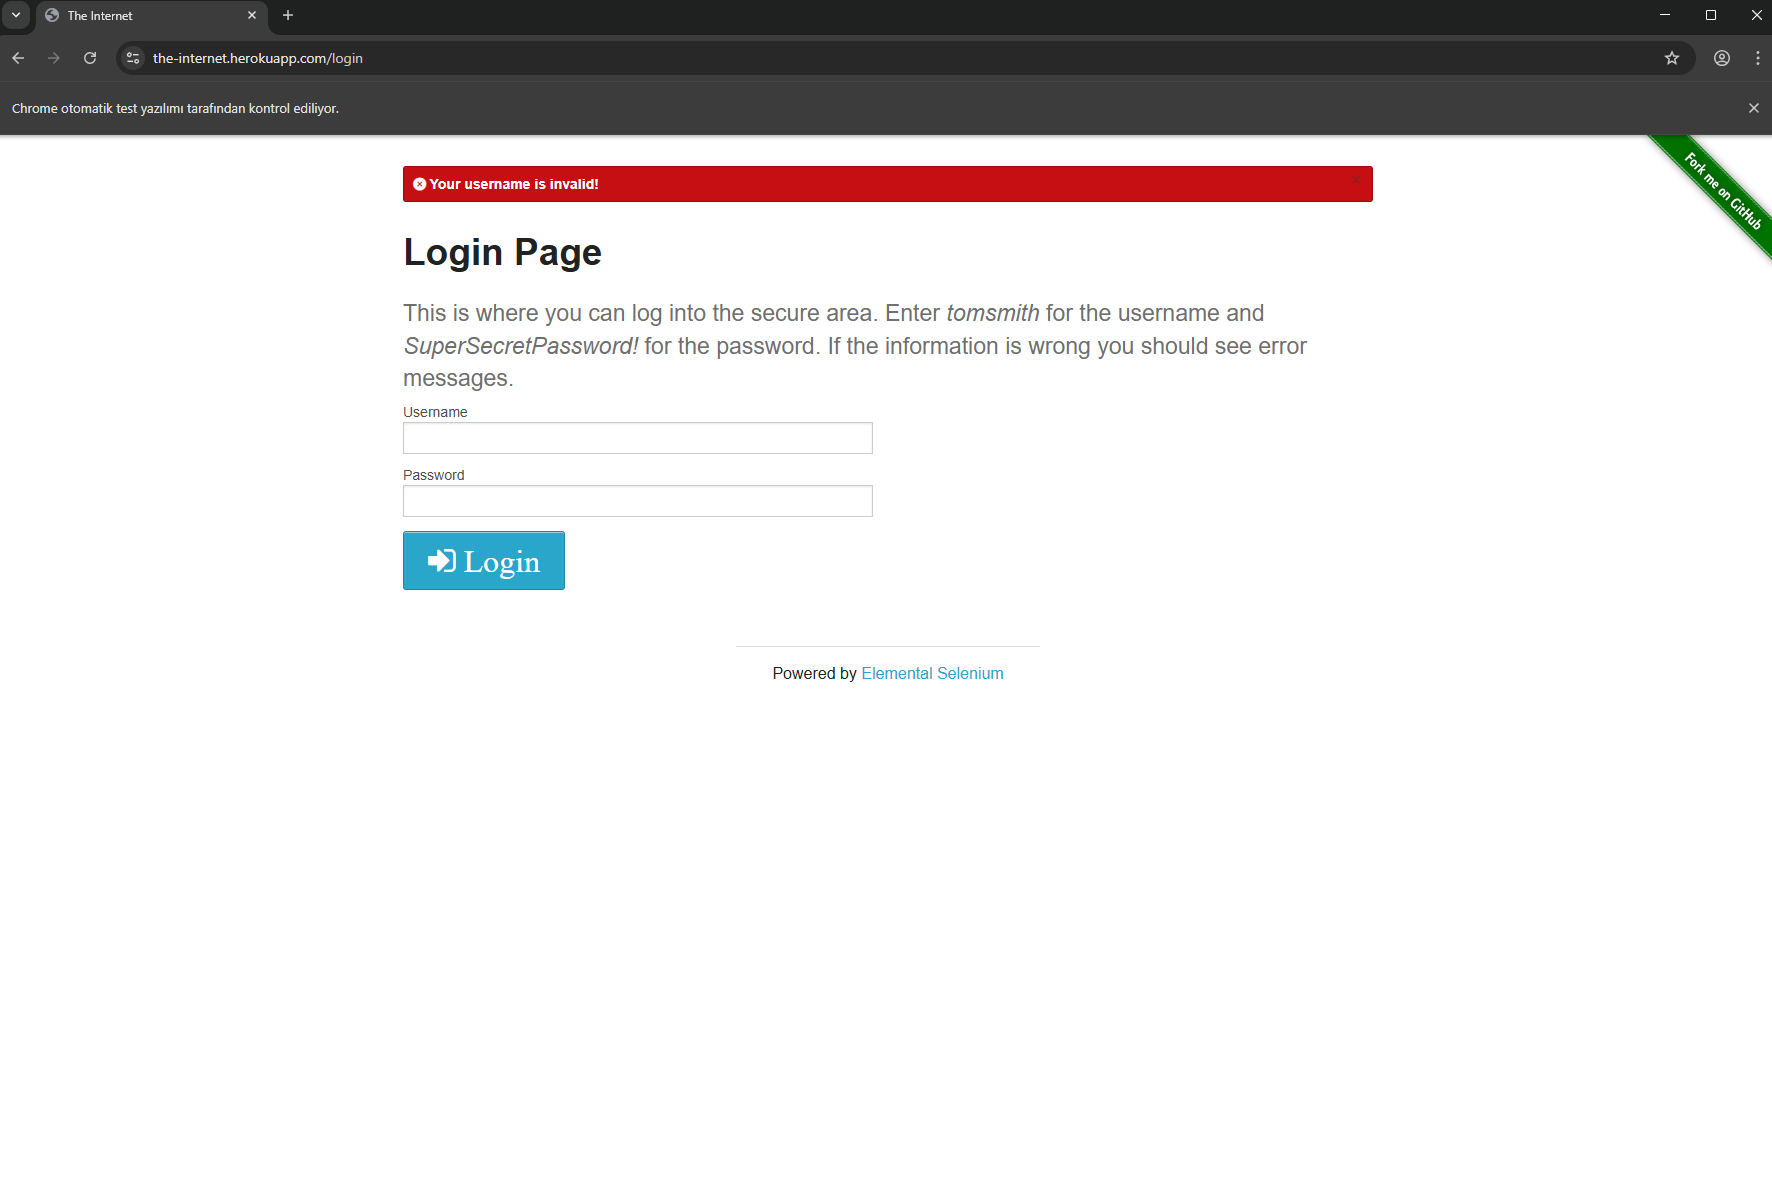 The Internet
the-internet.herokuapp.com/login
Chrome otomatik test yazılımı tarafından kontrol ediliyor.
Fork me on GitHub
Your username is invalid!
Login Page
This is where you can log into the secure area. Enter tomsmith for the username and
SuperSecretPassword! for the password. If the information is wrong you should see error
messages.
Username
Password
Login
Powered by Elemental Selenium